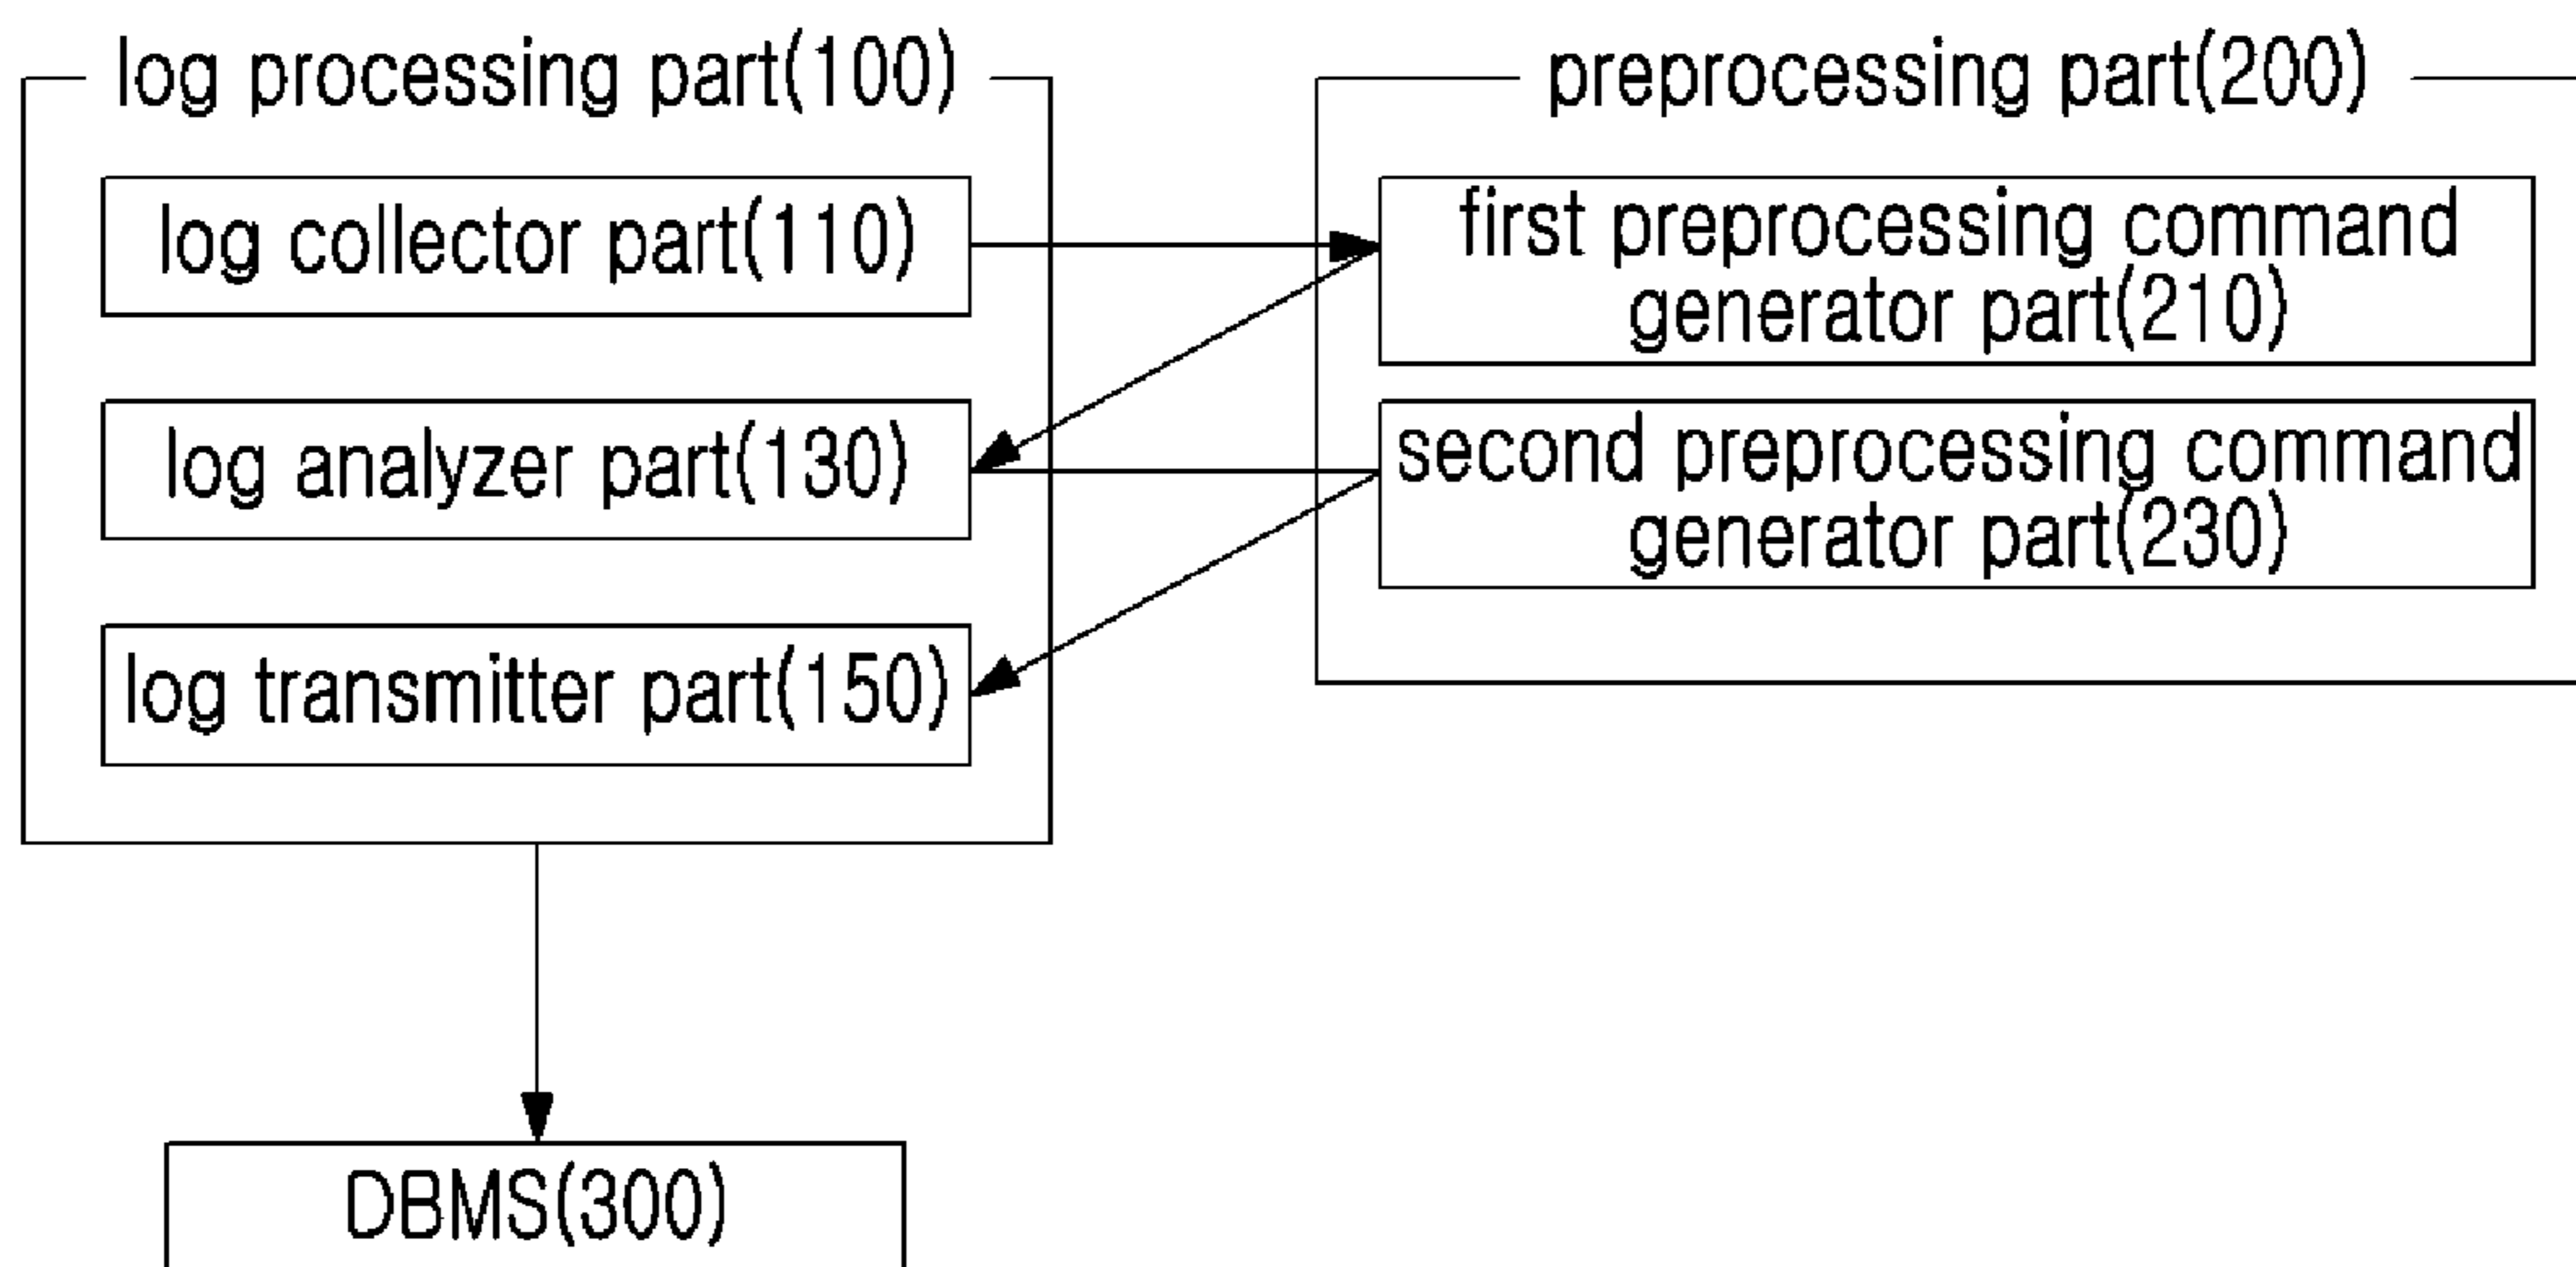 log processing part(100)
log collector part(110)
log analyzer part(130)
log transmitter part(150)
preprocessing part(200)
first preprocessing command
generator part(210)
second preprocessing command
generator part(230)
DBMS(300)